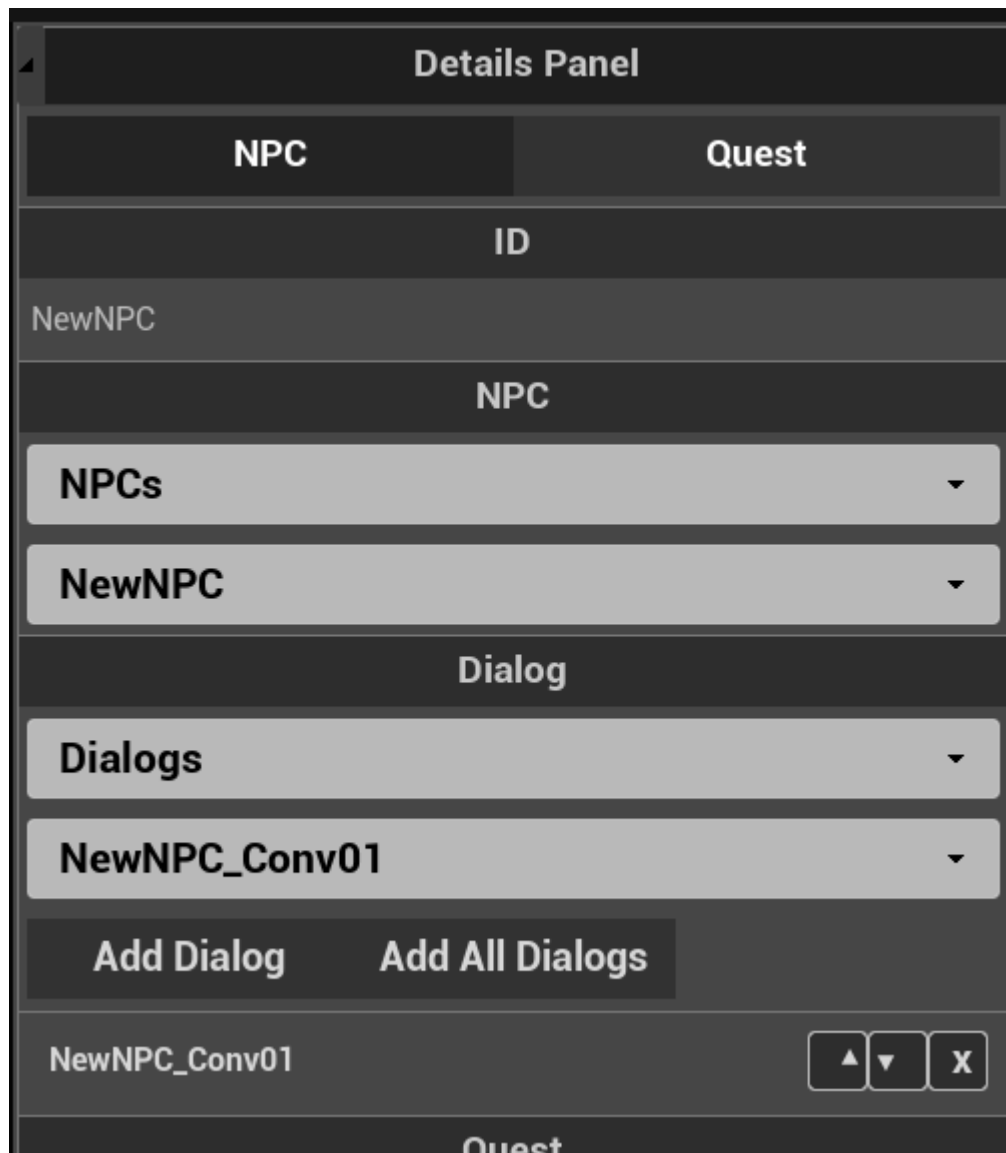 Details Panel
NPC Quest
ID
NewNPC
NPC
NPCs
NewNPC
Dialog
Dialogs
NewNPC_Conv01
Add Dialog Add All Dialogs
NewNPC_Conv01 X
Quest